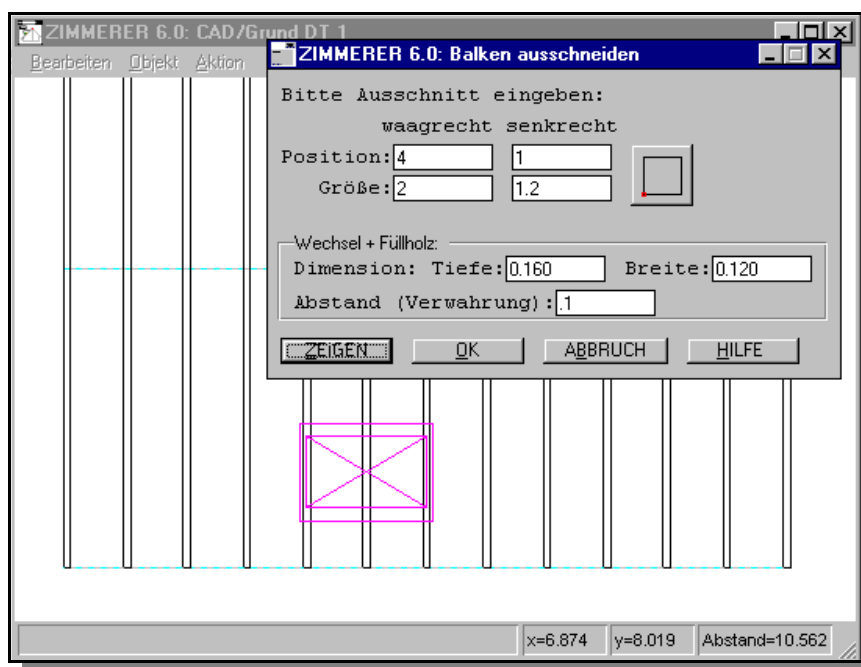 ZIMMERER 6.0: CAD/Grund DT 1
Bearbeiten Objekt Aktion
ZIMMERER 6.0: Balken ausschneiden
Bitte Ausschnitt eingeben:
waagrecht senkrecht
Position: 4 1
Größe: 2 1.2
Wechsel + Füllholz:
Dimension: Tiefe: 0.160 Breite: 0.120
Abstand (Verwahrung): .1
ZEIGEN OK ABBRUCH HILFE
x=6.874 y=8.019 Abstand=10.562